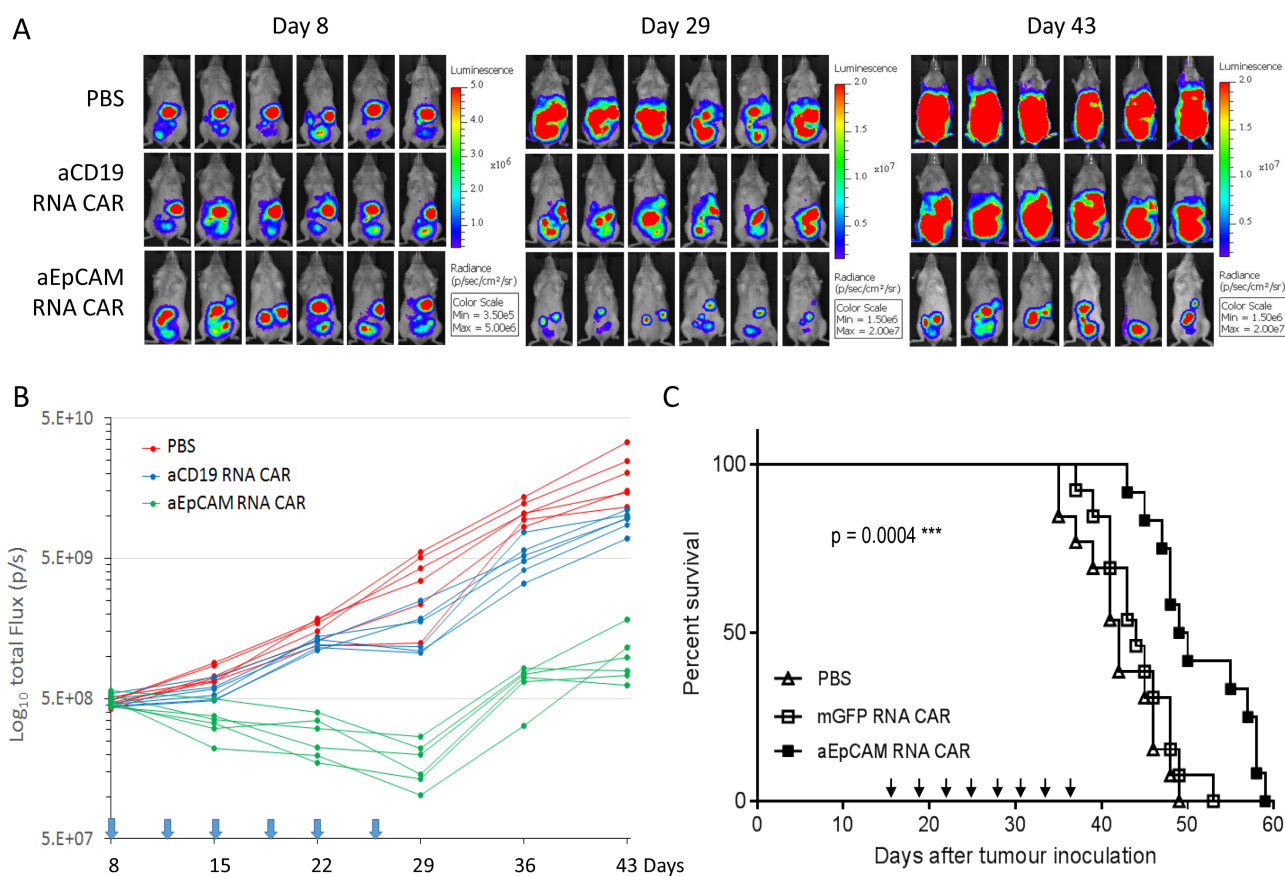 A
Day 8
Day 29
Day 43
PBS
aCD19
RNA CAR
aEpCAM
RNA CAR
Luminescence
5.0
4.0
3.0
2.0
1.0
x10⁶
Radiance
(p/sec/cm²/sr)
Color Scale
Min = 3.50e5
Max = 5.00e6
Luminescence
2.0
1.5
1.0
0.5
x10⁷
Radiance
(p/sec/cm²/sr)
Color Scale
Min = 1.50e6
Max = 2.00e7
Luminescence
2.0
1.5
1.0
0.5
x10⁷
Radiance
(p/sec/cm²/sr)
Color Scale
Min = 1.50e6
Max = 2.00e7
B
Log₁₀ total Flux (p/s)
5.E+10
5.E+09
5.E+08
5.E+07
PBS
aCD19 RNA CAR
aEpCAM RNA CAR
8 15 22 29 36 43 Days
C
Percent survival
100
50
0
p = 0.0004 ***
PBS
mGFP RNA CAR
aEpCAM RNA CAR
0 10 20 30 40 50 60
Days after tumour inoculation